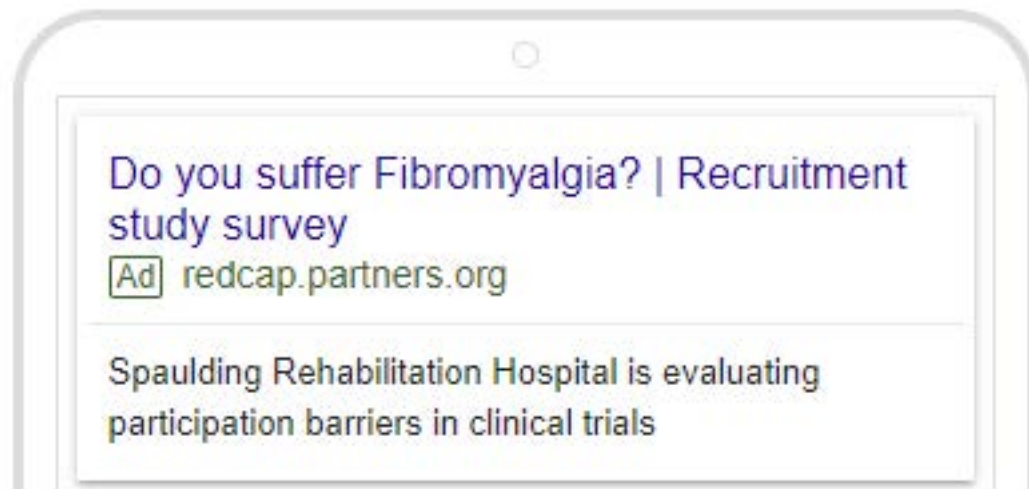 Do you suffer Fibromyalgia? | Recruitment
study survey
Ad redcap.partners.org
Spaulding Rehabilitation Hospital is evaluating
participation barriers in clinical trials